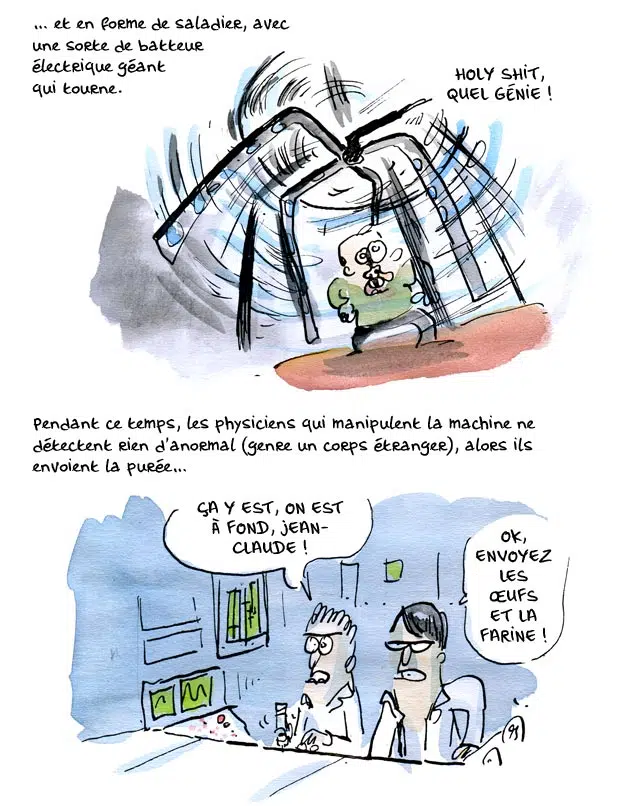 ... et en forme de saladier, avec
une sorte de batteur
électrique géant
qui tourne.
HOLY SHIT,
QUEL GÉNIE !
Pendant ce temps, les physiciens qui manipulent la machine ne
détectent rien d'anormal (genre un corps étranger), alors ils
envoient la purée...
ÇA Y EST, ON EST
À FOND, JEAN-
CLAUDE !
OK,
ENVOYEZ
LES
ŒUFS
ET LA
FARINE !